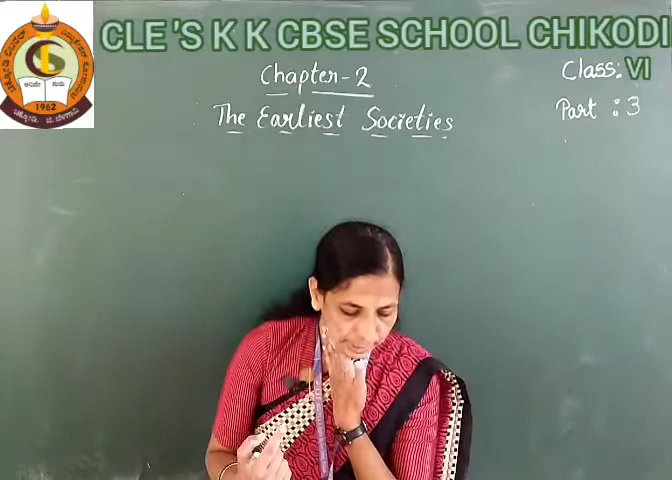 CLE'S K K CBSE SCHOOL CHIKODI
1962
Chapter-2
Class: VI
The Earliest Societies
Part : 3